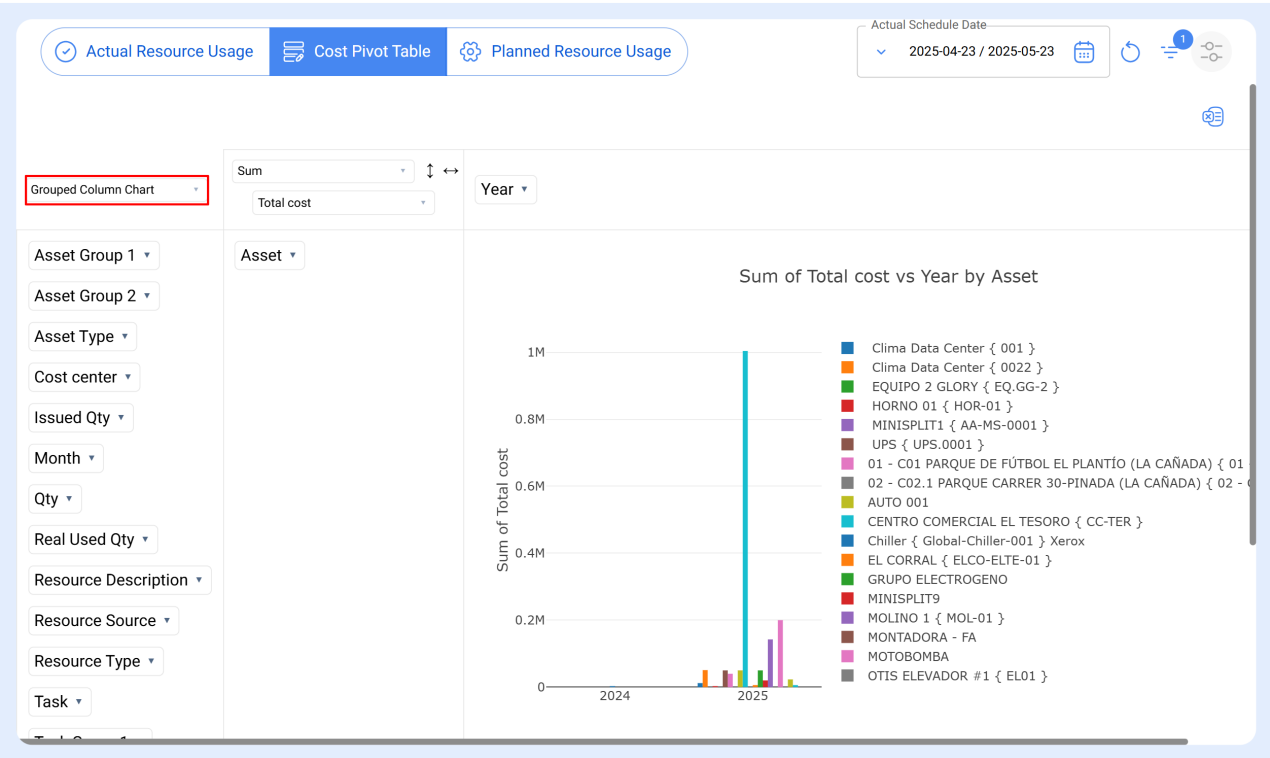 Actual Resource Usage
Cost Pivot Table
Planned Resource Usage
Actual Schedule Date
2025-04-23 / 2025-05-23
1
Grouped Column Chart
Sum
Total cost
Year
Asset Group 1
Asset Group 2
Asset Type
Cost center
Issued Qty
Month
Qty
Real Used Qty
Resource Description
Resource Source
Resource Type
Task
Asset
Sum of Total cost vs Year by Asset
Sum of Total cost
1M
0.8M
0.6M
0.4M
0.2M
0
2024
2025
Clima Data Center { 001 }
Clima Data Center { 0022 }
EQUIPO 2 GLORY { EQ.GG-2 }
HORNO 01 { HOR-01 }
MINISPLIT1 { AA-MS-0001 }
UPS { UPS.0001 }
01 - C01 PARQUE DE FÚTBOL EL PLANTÍO (LA CAÑADA) { 01
02 - C02.1 PARQUE CARRER 30-PINADA (LA CAÑADA) { 02 -
AUTO 001
CENTRO COMERCIAL EL TESORO { CC-TER }
Chiller { Global-Chiller-001 } Xerox
EL CORRAL { ELCO-ELTE-01 }
GRUPO ELECTROGENO
MINISPLIT9
MOLINO 1 { MOL-01 }
MONTADORA - FA
MOTOBOMBA
OTIS ELEVADOR #1 { EL01 }